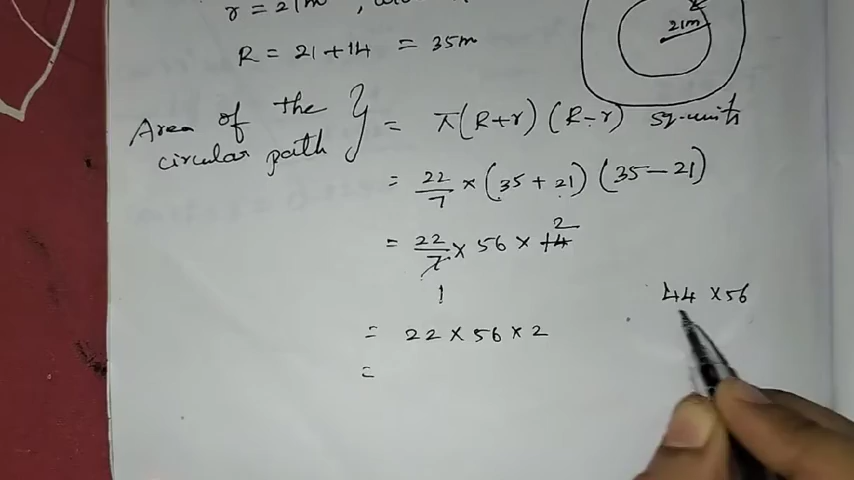 r = 21m ,
21m
R = 21 + 14 = 35m
Area of the circular path } = π(R+r) (R-r) sq.units
= 22/7 × (35 + 21) (35 - 21)
= 22/7 × 56 × 14 2
1
44 × 56
= 22 × 56 × 2
=